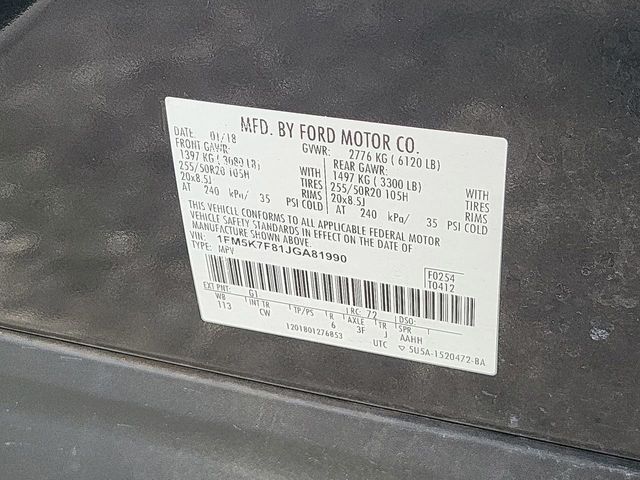 MFD. BY FORD MOTOR CO.
DATE: 01/18 GVWR: 2776 KG ( 6120 LB)
FRONT GAWR: REAR GAWR:
1397 KG ( 3080 LB) WITH 1497 KG ( 3300 LB) WITH
255/50R20 105H TIRES 255/50R20 105H TIRES
20x8.5J RIMS 20x8.5J RIMS
AT 240 kPa/ 35 PSI COLD AT 240 kPa/ 35 PSI COLD
THIS VEHICLE CONFORMS TO ALL APPLICABLE FEDERAL MOTOR
VEHICLE SAFETY STANDARDS IN EFFECT ON THE DATE OF
MANUFACTURE SHOWN ABOVE.
1FM5K7F81JGA81990
TYPE: MPV
F0254
T0412
EXT PNT: G1 RC: 72 DSO:
WB INT TR TP/PS R AXLE TR SPR
113 CW 6 3F J AAHH
1201801276853 UTC ▽ 5U5A-1520472-BA